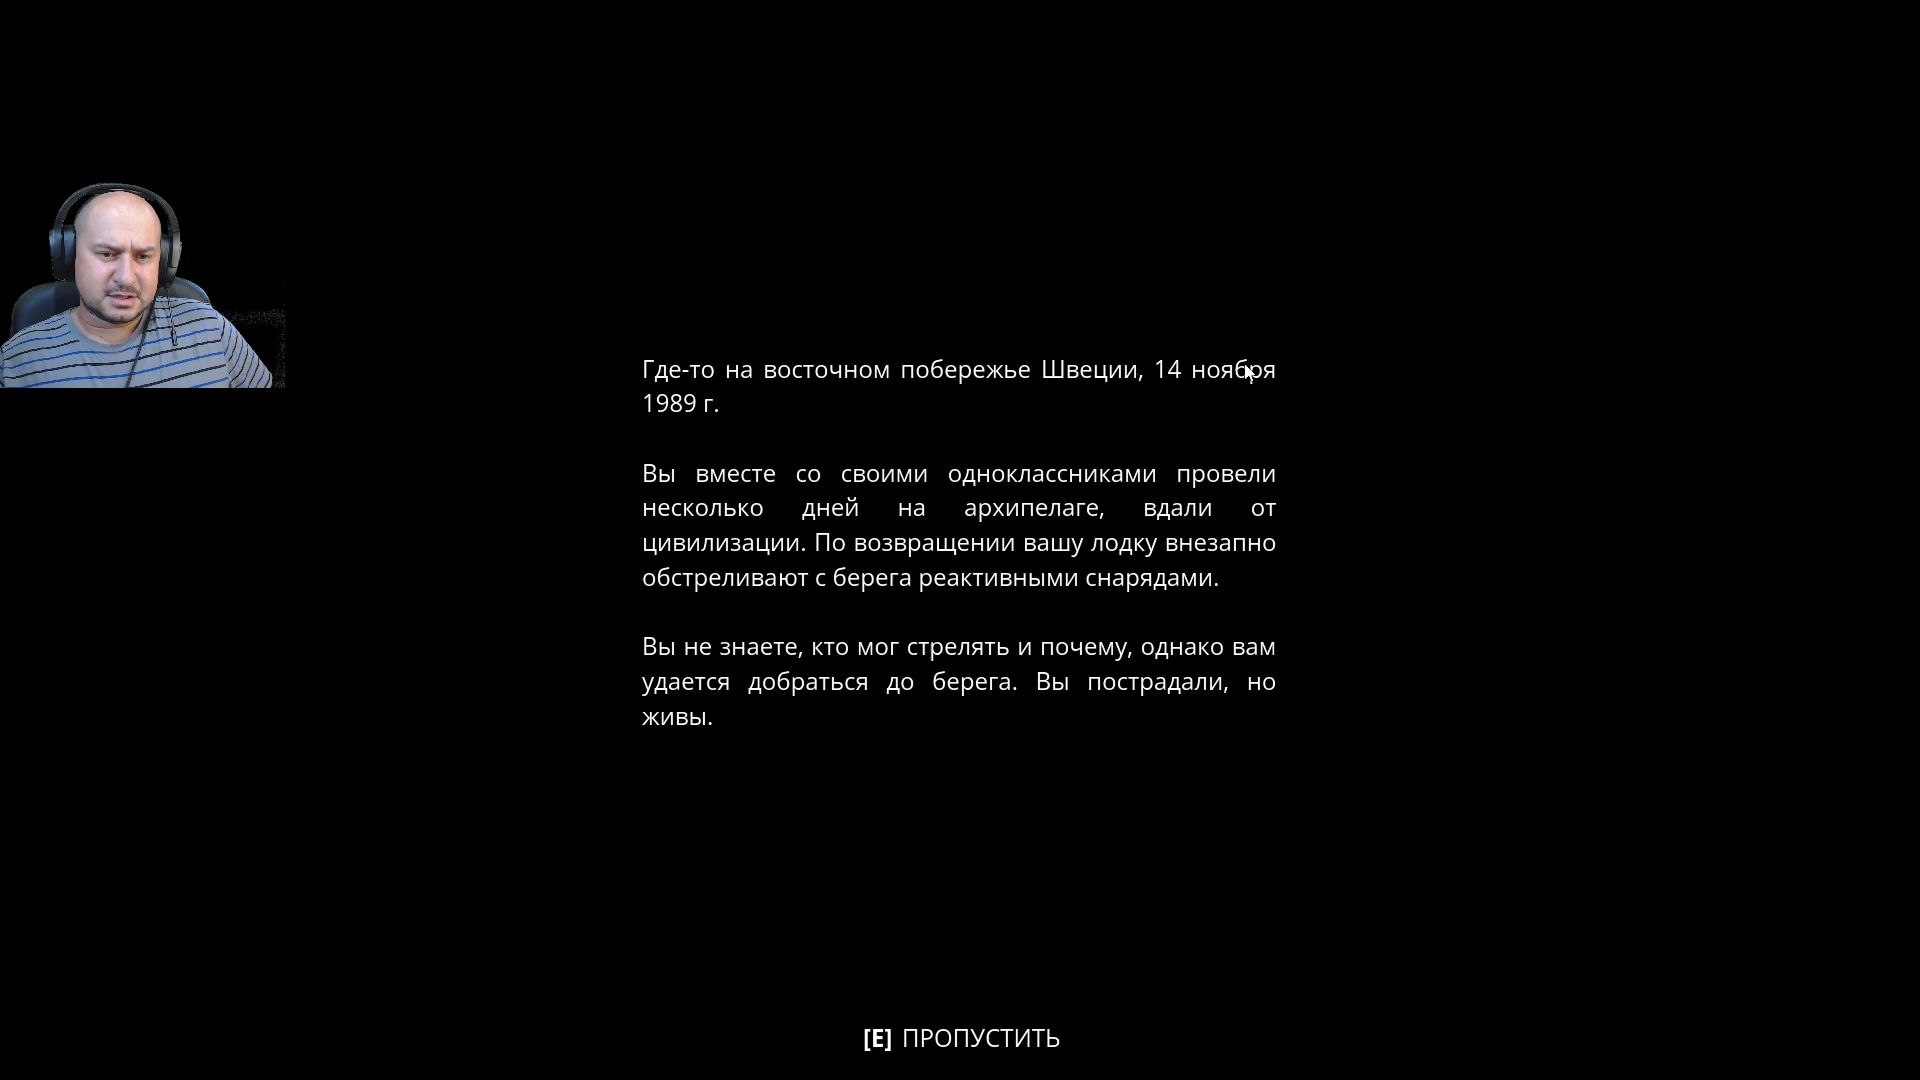 Где-то на восточном побережье Швеции, 14 ноября
1989 г.
Вы вместе со своими одноклассниками провели
несколько дней на архипелаге, вдали от
цивилизации. По возвращении вашу лодку внезапно
обстреливают с берега реактивными снарядами.
Вы не знаете, кто мог стрелять и почему, однако вам
удается добраться до берега. Вы пострадали, но
живы.
[E] ПРОПУСТИТЬ